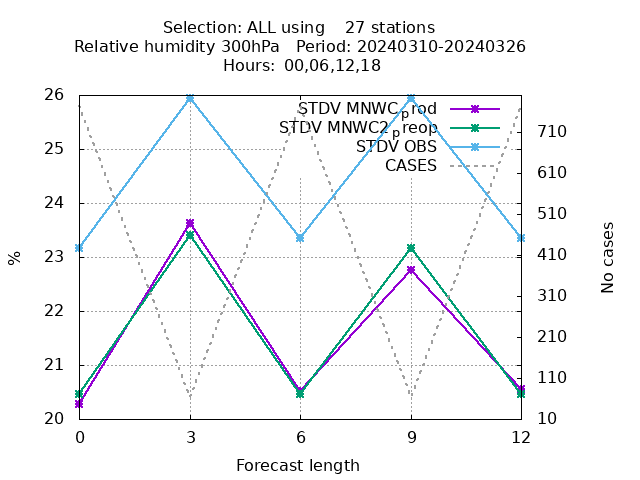 Selection: ALL using    27 stations
Relative humidity 300hPa   Period: 20240310-20240326
Hours: 00,06,12,18
STDV MNWC_prod
STDV MNWC2_preop
STDV OBS
CASES
26
25
24
23
22
21
20
%
710
610
510
410
310
210
110
10
No cases
0 3 6 9 12
Forecast length